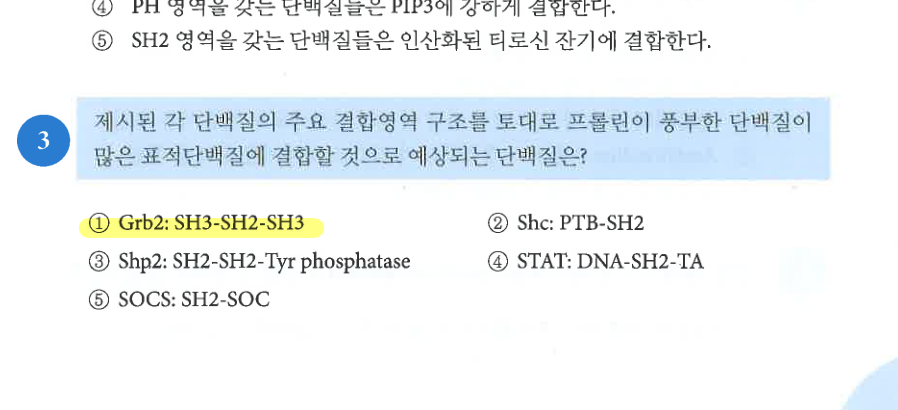 ④ PH 영역을 갖는 단백질들은 PIP3에 강하게 결합한다.
⑤ SH2 영역을 갖는 단백질들은 인산화된 티로신 잔기에 결합한다.
3
제시된 각 단백질의 주요 결합영역 구조를 토대로 프롤린이 풍부한 단백질이
많은 표적단백질에 결합할 것으로 예상되는 단백질은?
① Grb2: SH3-SH2-SH3
② Shc: PTB-SH2
③ Shp2: SH2-SH2-Tyr phosphatase
④ STAT: DNA-SH2-TA
⑤ SOCS: SH2-SOC